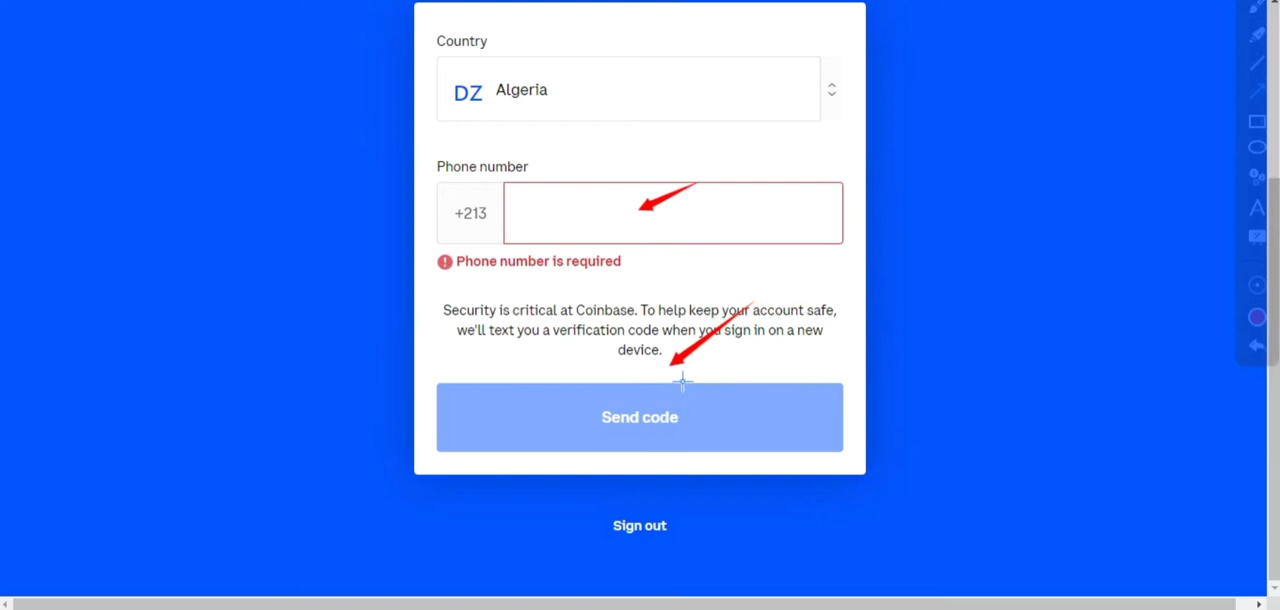 Country
DZ Algeria
Phone number
+213
Phone number is required
Security is critical at Coinbase. To help keep your account safe,
we'll text you a verification code when you sign in on a new
device.
Send code
Sign out